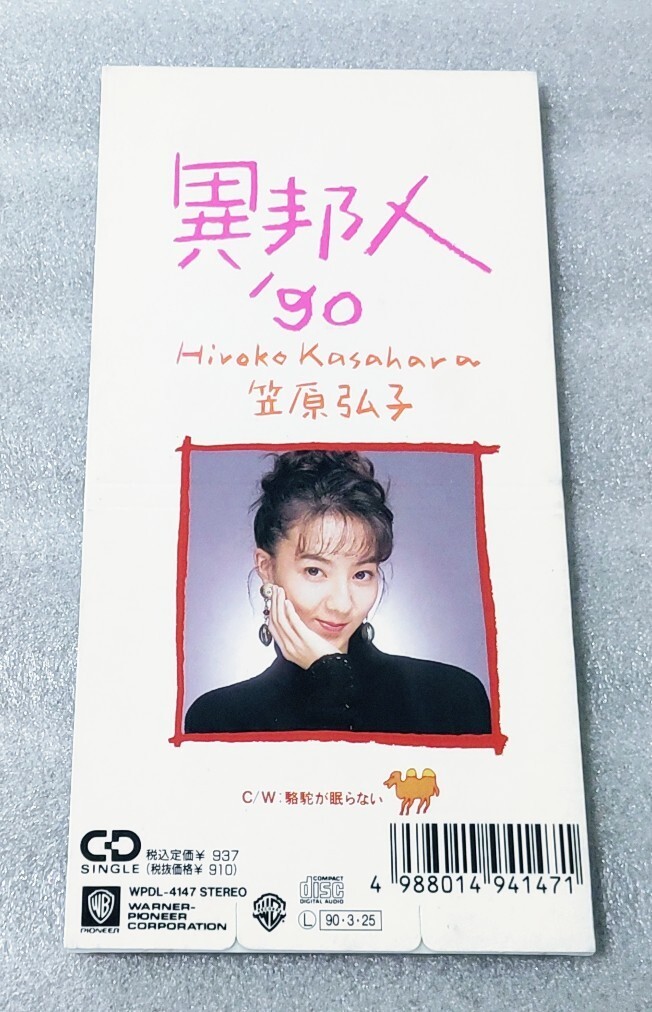 異邦人
'90
Hiroko Kasahara
笠原弘子
C/W:駱駝が眠らない
CD
SINGLE
税込定価¥ 937
(税抜価格¥ 910)
WPDL-4147 STEREO
WARNER-
PIONEER
CORPORATION
PIONEER
COMPACT
disc
DIGITAL AUDIO
L 90・3・25
4 988014 941471